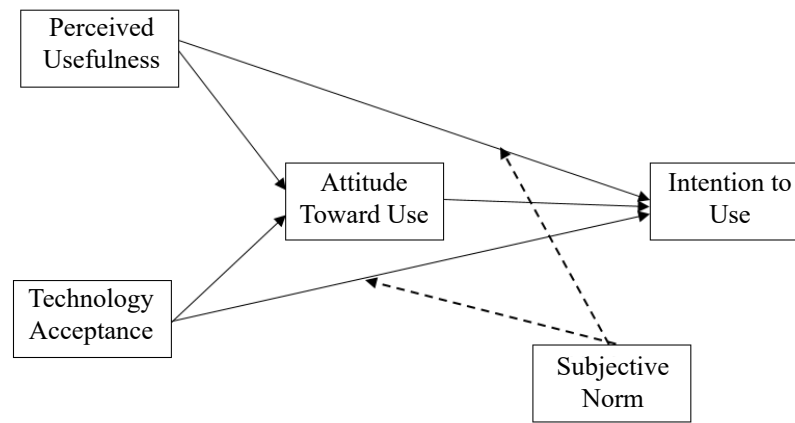 Perceived
Usefulness
Attitude
Toward Use
Intention to
Use
Technology
Acceptance
Subjective
Norm